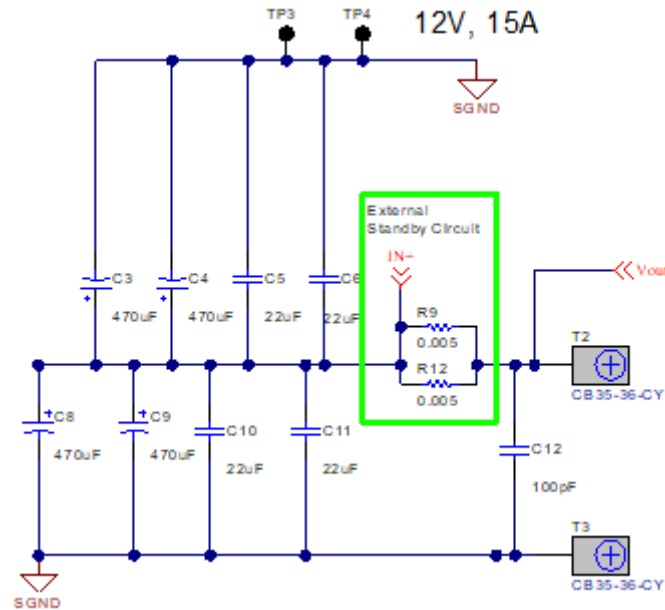 TP3
TP4
12V, 15A
SGND
External
Standby Circuit
IN+
C3
C4
C5
C6
470uF
470uF
22uF
22uF
R9
0.005
Vout
R12
0.005
T2
CB35-36-CY
C8
C9
C10
C11
470uF
470uF
22uF
22uF
C12
100pF
T3
CB35-36-CY
SGND